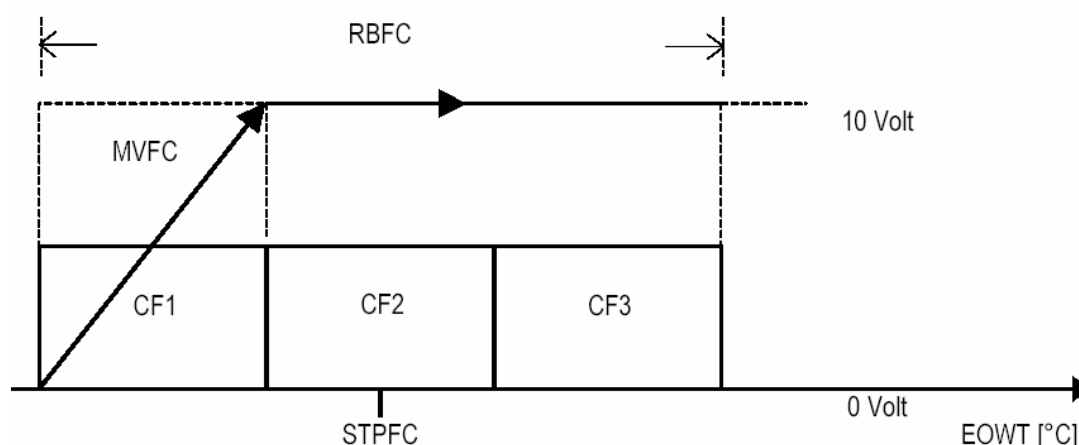 RBFC
10 Volt
MVFC
CF1
CF2
CF3
0 Volt
STPFC
EOWT [°C]